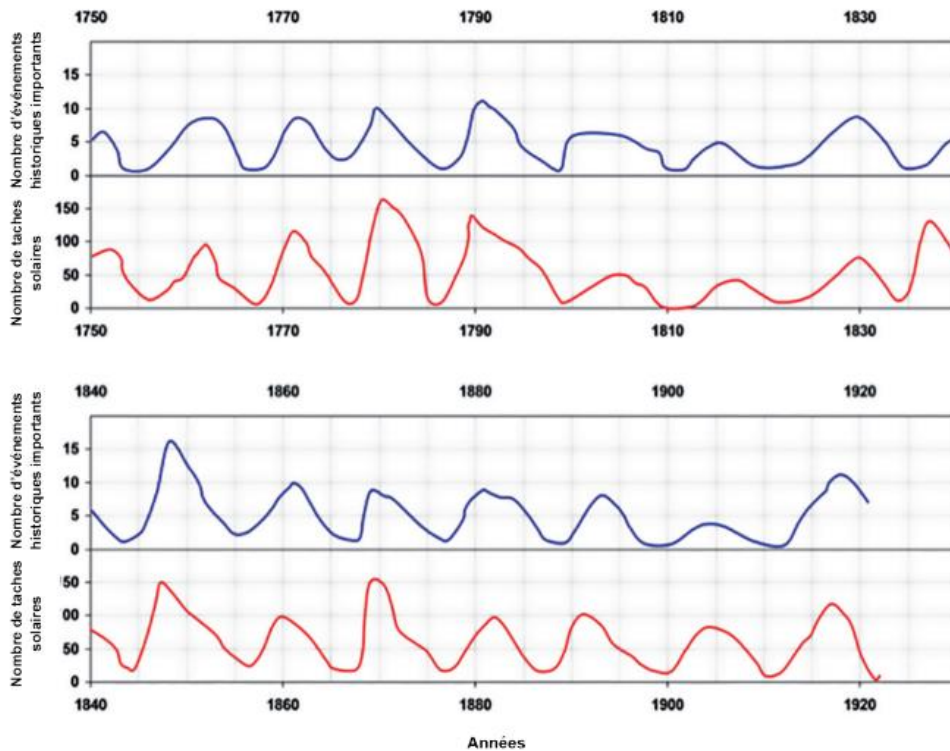 1750 1770 1790 1810 1830
Nombre d'événements
historiques importants
15
10
5
0
Nombre de taches
solaires
150
100
50
0
1750 1770 1790 1810 1830
1840 1860 1880 1900 1920
Nombre d'événements
historiques importants
15
10
5
0
Nombre de taches
solaires
50
00
50
0
1840 1860 1880 1900 1920
Années